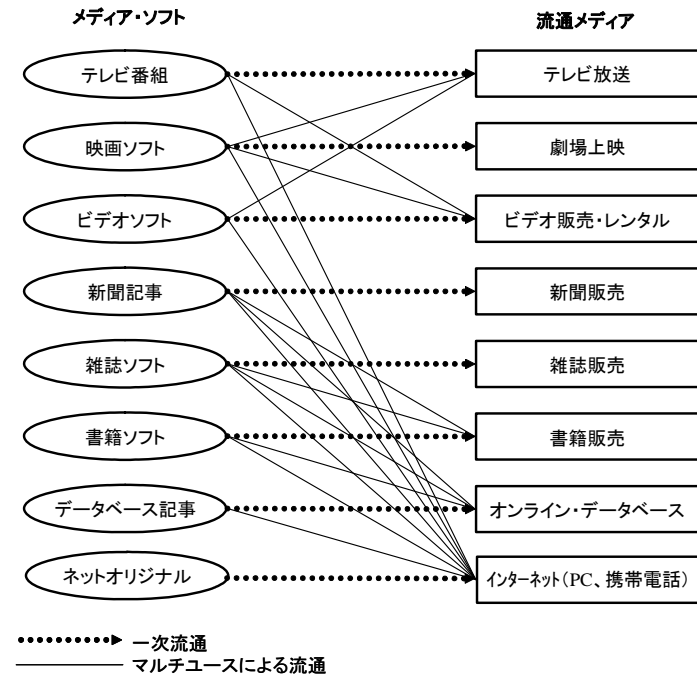 メディア・ソフト 流通メディア
テレビ番組 テレビ放送
映画ソフト 劇場上映
ビデオソフト ビデオ販売・レンタル
新聞記事 新聞販売
雑誌ソフト 雑誌販売
書籍ソフト 書籍販売
データベース記事 オンライン・データベース
ネットオリジナル インターネット(PC、携帯電話)
一次流通
マルチユースによる流通